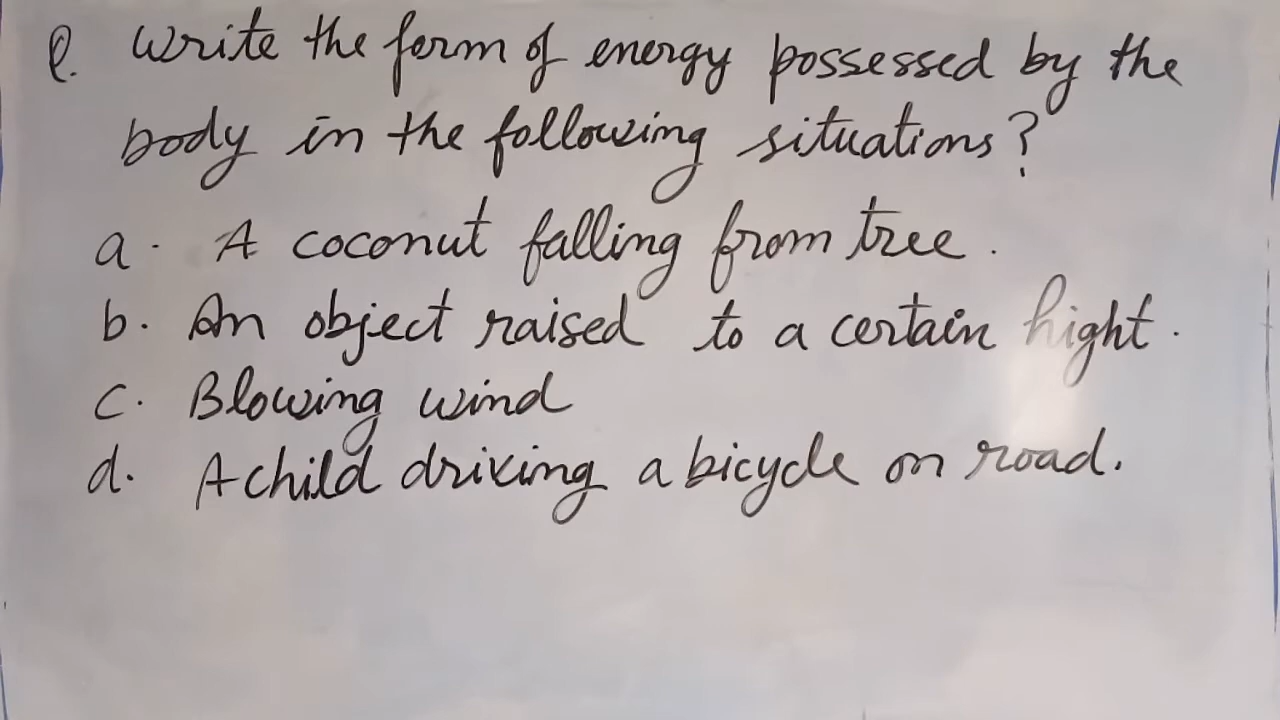 Q. Write the form of energy possessed by the
body in the following situations?
a. A coconut falling from tree.
b. An object raised to a certain hight.
c. Blowing wind
d. A child driving a bicycle on road.